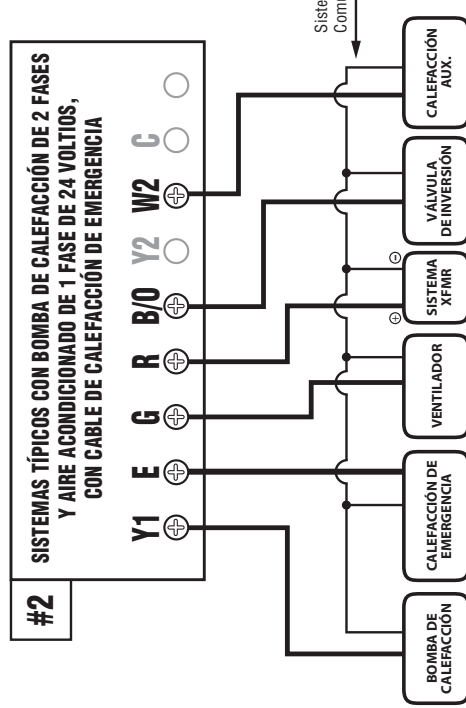 #2
SISTEMAS TÍPICOS CON BOMBA DE CALEFACCIÓN DE 2 FASES
Y AIRE ACONDICIONADO DE 1 FASE DE 24 VOLTIOS,
CON CABLE DE CALEFACCIÓN DE EMERGENCIA
Y1 E G R B/O Y2 W2 C
Siste
Comú
+ −
BOMBA DE
CALEFACCIÓN
CALEFACCIÓN DE
EMERGENCIA
VENTILADOR
SISTEMA
XFMR
VÁLVULA
DE INVERSIÓN
CALEFACCIÓN
AUX.